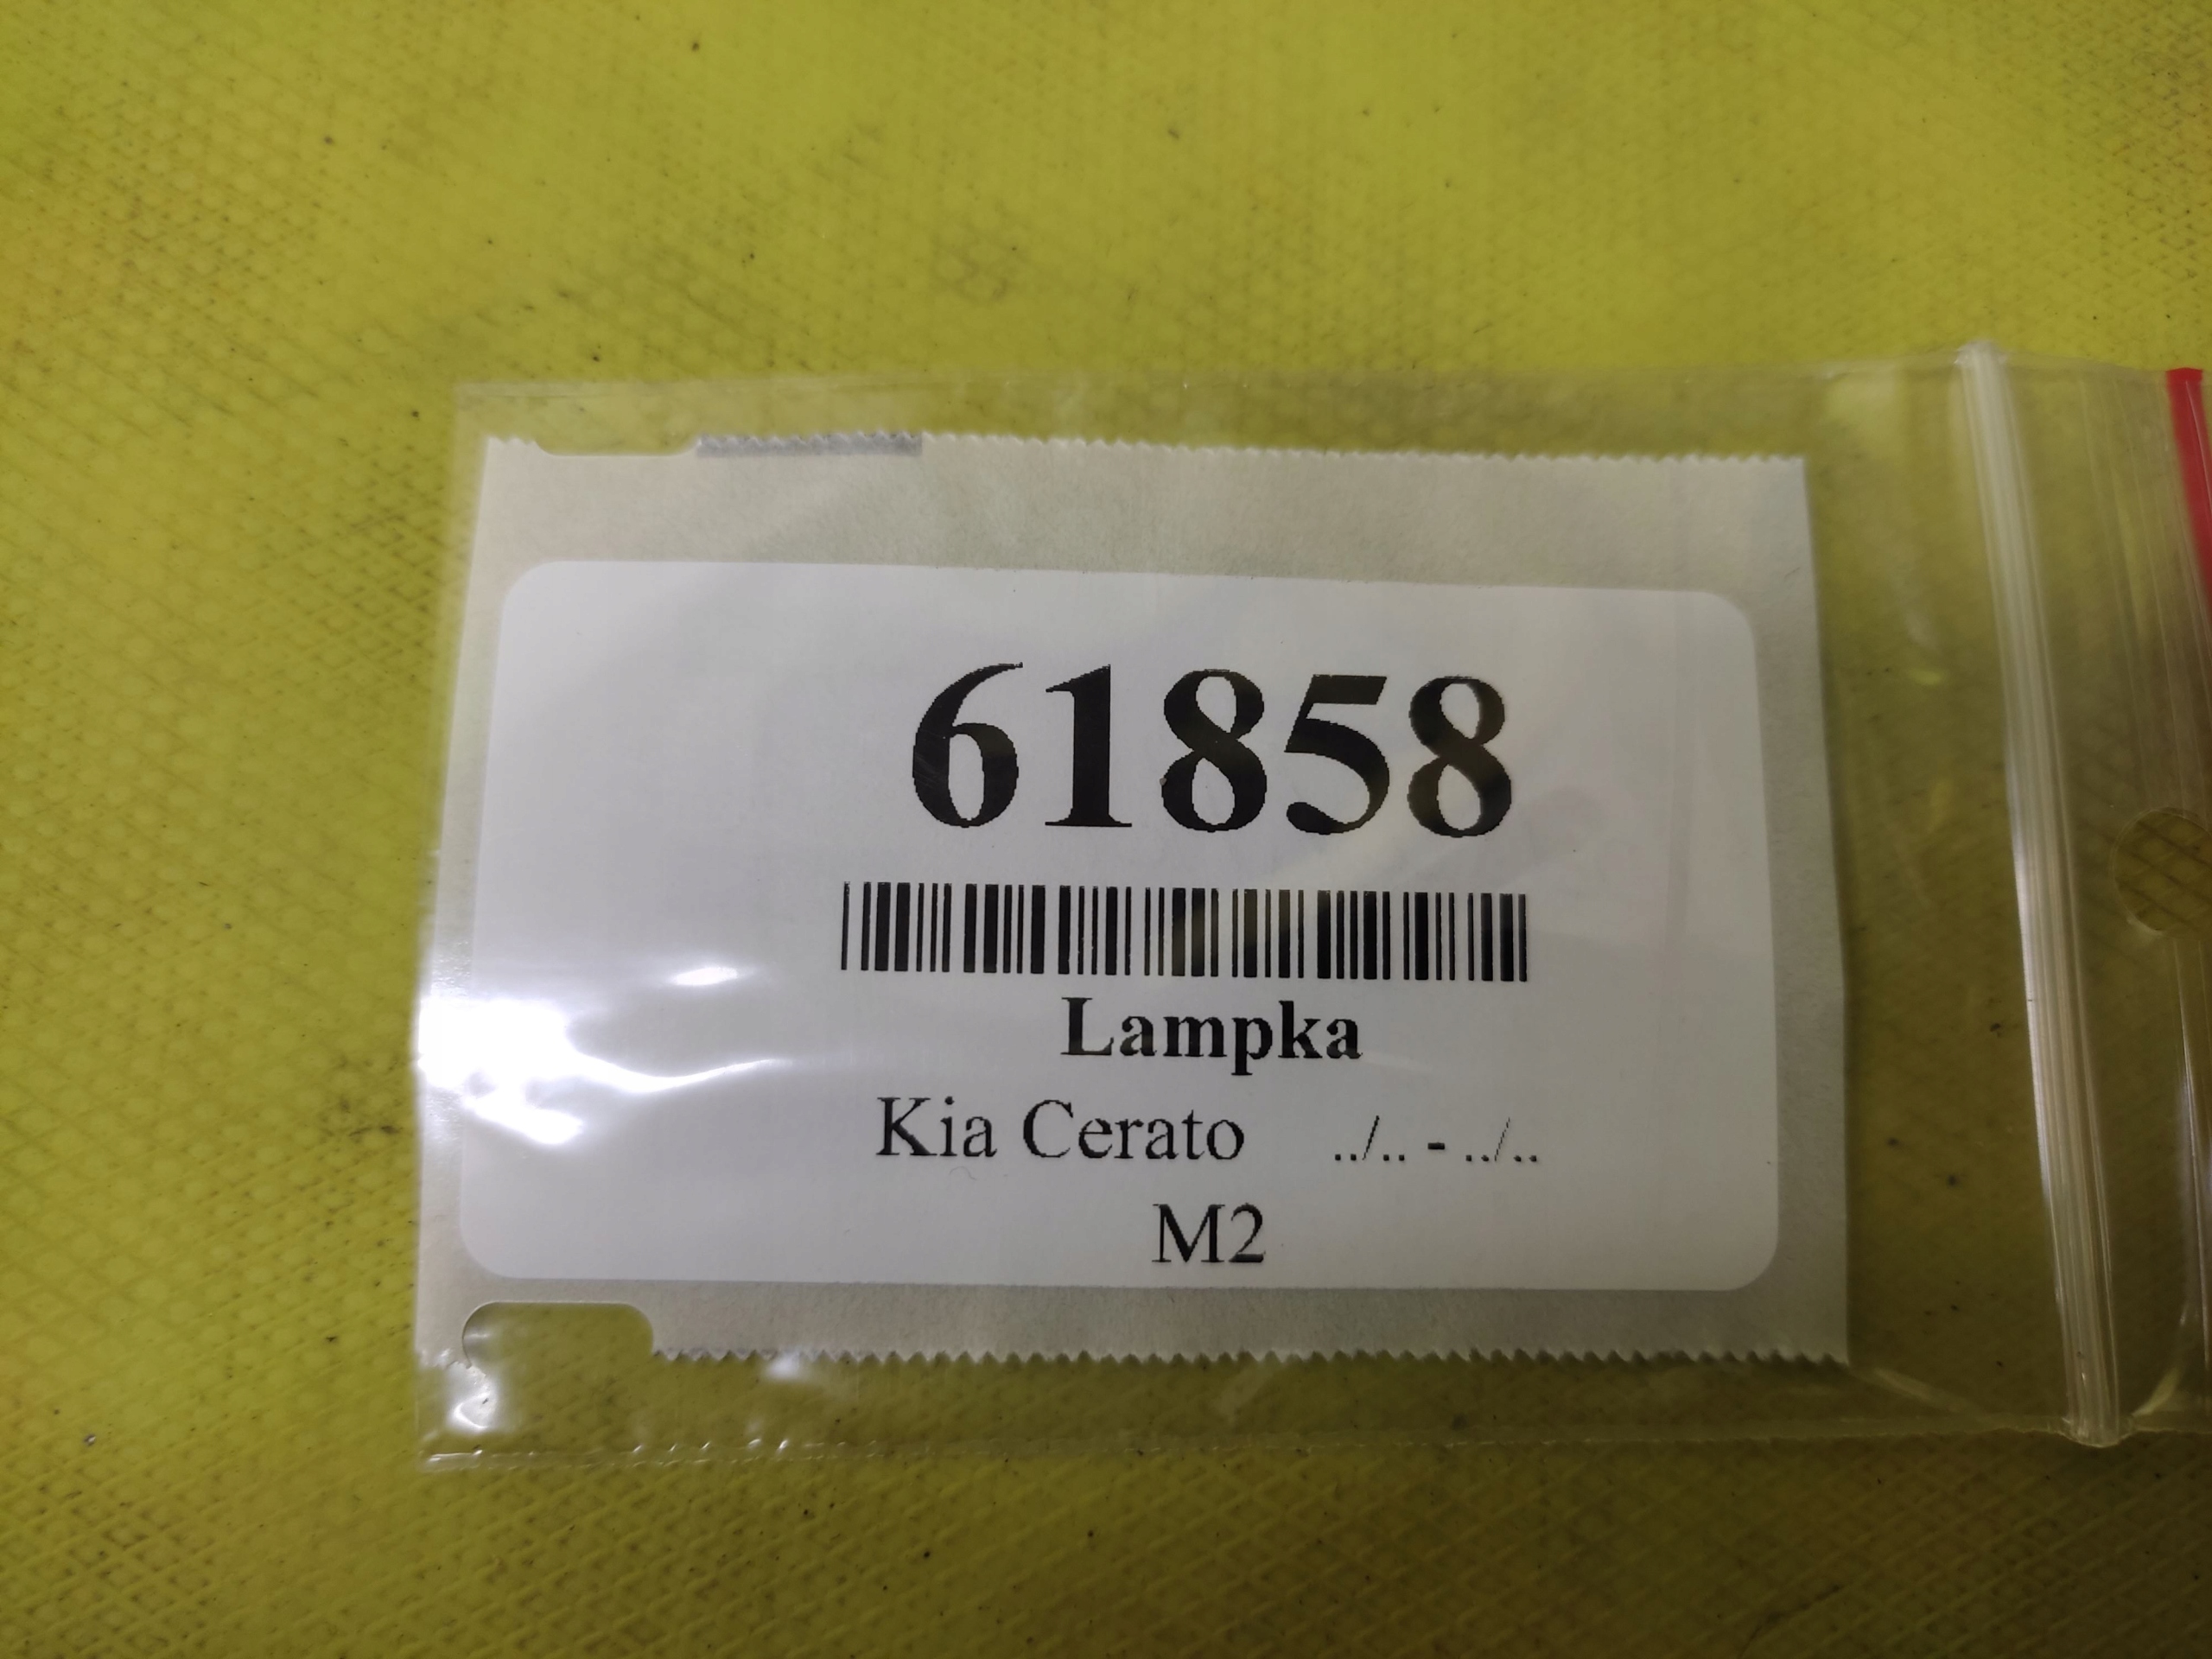 61858
Lampka
Kia Cerato ../.. - ../..
M2